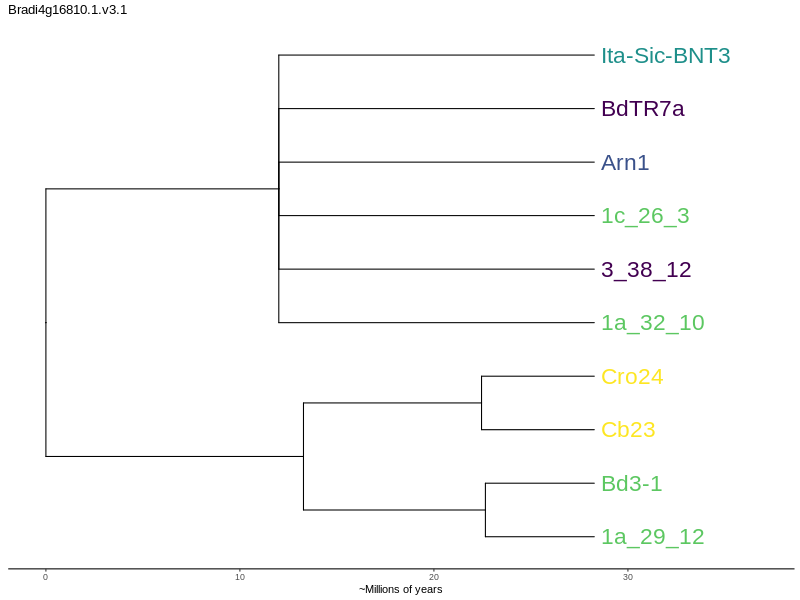 Bradi4g16810.1.v3.1
Ita-Sic-BNT3
BdTR7a
Arn1
1c_26_3
3_38_12
1a_32_10
Cro24
Cb23
Bd3-1
1a_29_12
0 10 20 30
~Millions of years